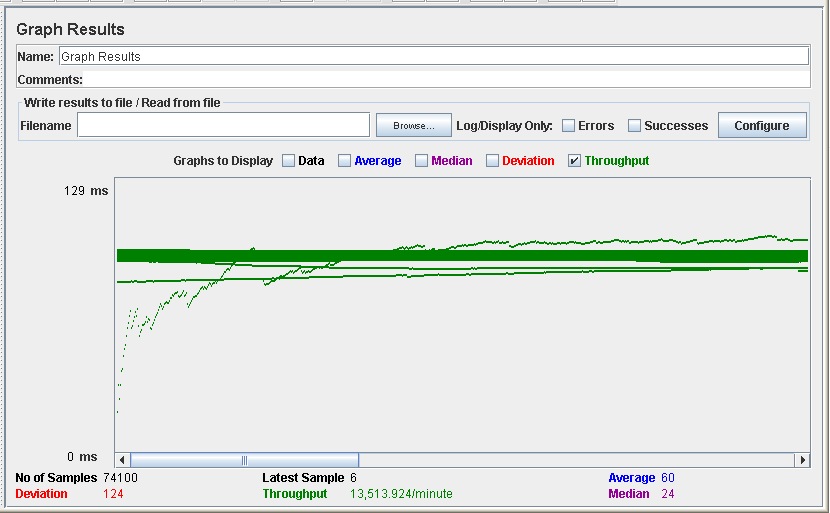 Graph Results
Name: Graph Results
Comments:
Write results to file / Read from file
Filename Browse... Log/Display Only: Errors Successes Configure
Graphs to Display Data Average Median Deviation Throughput
129 ms
0 ms
No of Samples 74100 Latest Sample 6 Average 60
Deviation 124 Throughput 13,513.924/minute Median 24